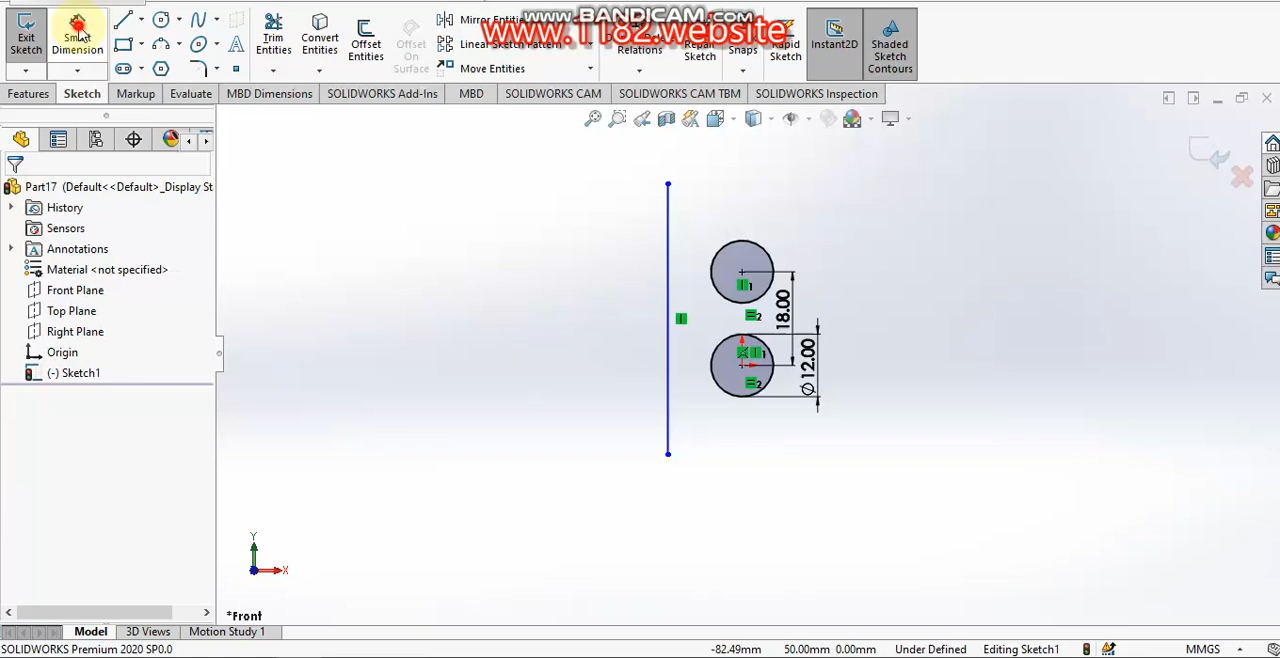 www.BANDICAM.com
www.1182.website
Exit Sketch
Smart Dimension
Trim Entities
Convert Entities
Offset Entities
Offset On Surface
Mirror Entities
Linear Sketch Pattern
Move Entities
Relations
Repair Sketch
Snaps
Rapid Sketch
Instant2D
Shaded Sketch Contours
Features
Sketch
Markup
Evaluate
MBD Dimensions
SOLIDWORKS Add-Ins
MBD
SOLIDWORKS CAM
SOLIDWORKS CAM TBM
SOLIDWORKS Inspection
Part17 (Default<<Default>_Display St
History
Sensors
Annotations
Material <not specified>
Front Plane
Top Plane
Right Plane
Origin
(-) Sketch1
1
2
18.00
1
2
∅12.00
Y
X
*Front
Model
3D Views
Motion Study 1
SOLIDWORKS Premium 2020 SP0.0
-82.49mm
50.00mm
0.00mm
Under Defined
Editing Sketch1
MMGS